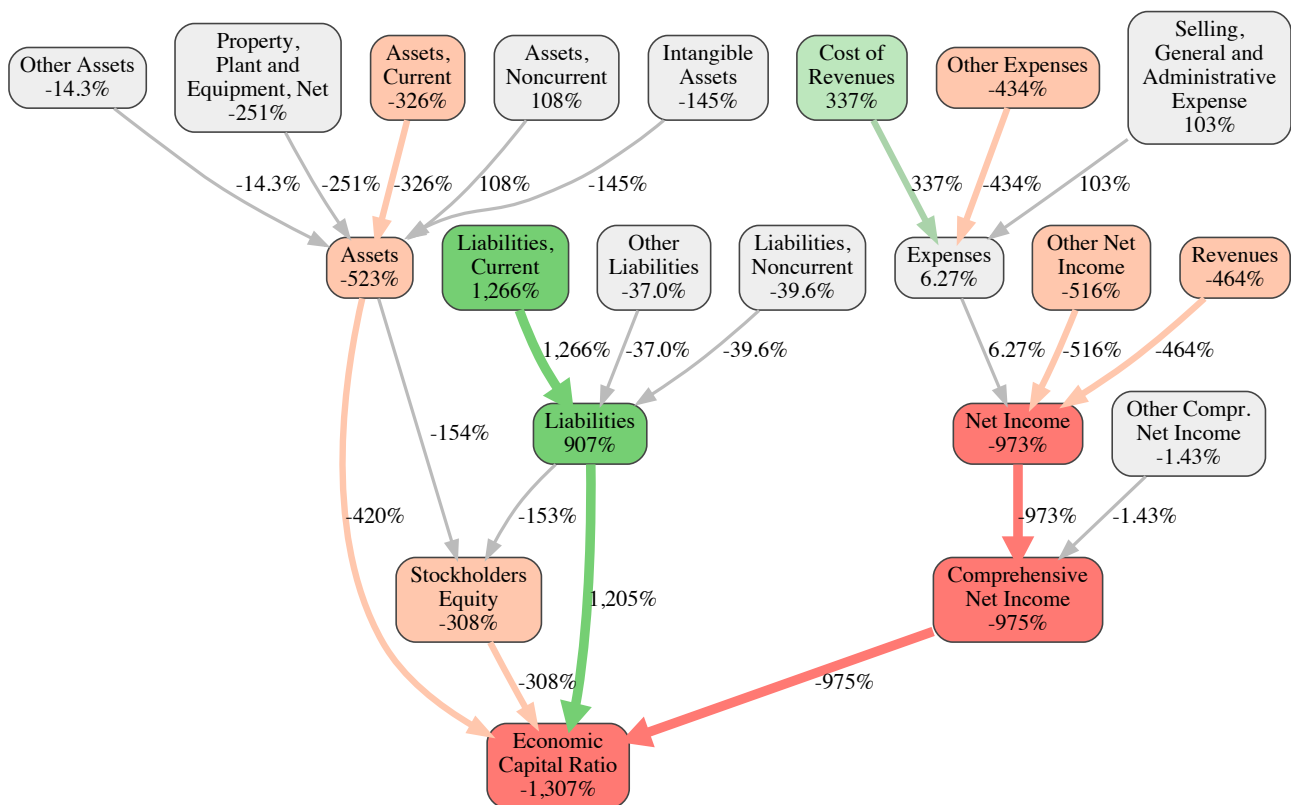 Other Assets
-14.3%
Property,
Plant and
Equipment, Net
-251%
Assets,
Current
-326%
Assets,
Noncurrent
108%
Intangible
Assets
-145%
Cost of
Revenues
337%
Other Expenses
-434%
Selling,
General and
Administrative
Expense
103%
-14.3%
-251%
-326%
108%
-145%
337%
-434%
103%
Assets
-523%
Liabilities,
Current
1,266%
Other
Liabilities
-37.0%
Liabilities,
Noncurrent
-39.6%
Expenses
6.27%
Other Net
Income
-516%
Revenues
-464%
1,266%
-37.0%
-39.6%
6.27%
-516%
-464%
-154%
Liabilities
907%
Net Income
-973%
Other Compr.
Net Income
-1.43%
-420%
-153%
-973%
-1.43%
Stockholders
Equity
-308%
1,205%
Comprehensive
Net Income
-975%
-308%
-975%
Economic
Capital Ratio
-1,307%